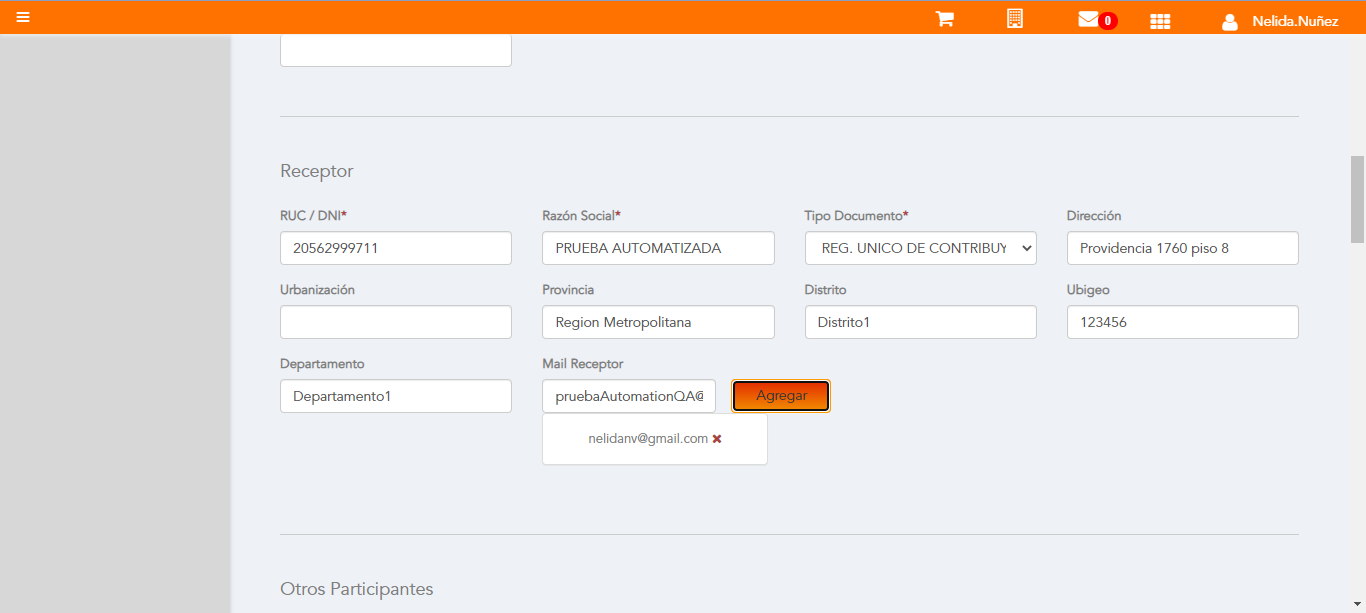 0 Nelida.Nuñez
Receptor
RUC / DNI* Razón Social* Tipo Documento* Dirección
20562999711 PRUEBA AUTOMATIZADA REG. UNICO DE CONTRIBUY Providencia 1760 piso 8
Urbanización Provincia Distrito Ubigeo
Region Metropolitana Distrito1 123456
Departamento Mail Receptor
Departamento1 pruebaAutomationQA@ Agregar
nelidanv@gmail.com
Otros Participantes